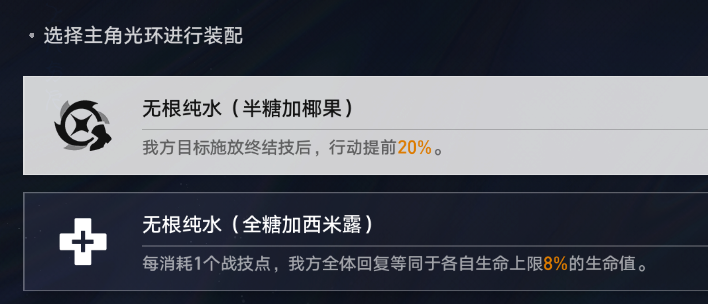 选择主角光环进行装配
无根纯水（半糖加椰果）
我方目标施放终结技后，行动提前20%。
无根纯水（全糖加西米露）
每消耗1个战技点，我方全体回复等同于各自生命上限8%的生命值。